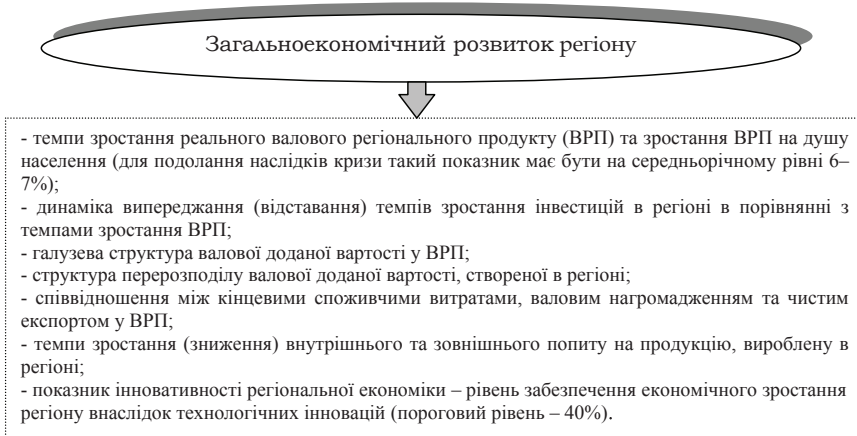 Загальноекономічний розвиток регіону
- темпи зростання реального валового регіонального продукту (ВРП) та зростання ВРП на душу
населення (для подолання наслідків кризи такий показник має бути на середньорічному рівні 6–
7%);
- динаміка випереджання (відставання) темпів зростання інвестицій в регіоні в порівнянні з
темпами зростання ВРП;
- галузева структура валової доданої вартості у ВРП;
- структура перерозподілу валової доданої вартості, створеної в регіоні;
- співвідношення між кінцевими споживчими витратами, валовим нагромадженням та чистим
експортом у ВРП;
- темпи зростання (зниження) внутрішнього та зовнішнього попиту на продукцію, вироблену в
регіоні;
- показник інновативності регіональної економіки – рівень забезпечення економічного зростання
регіону внаслідок технологічних інновацій (пороговий рівень – 40%).